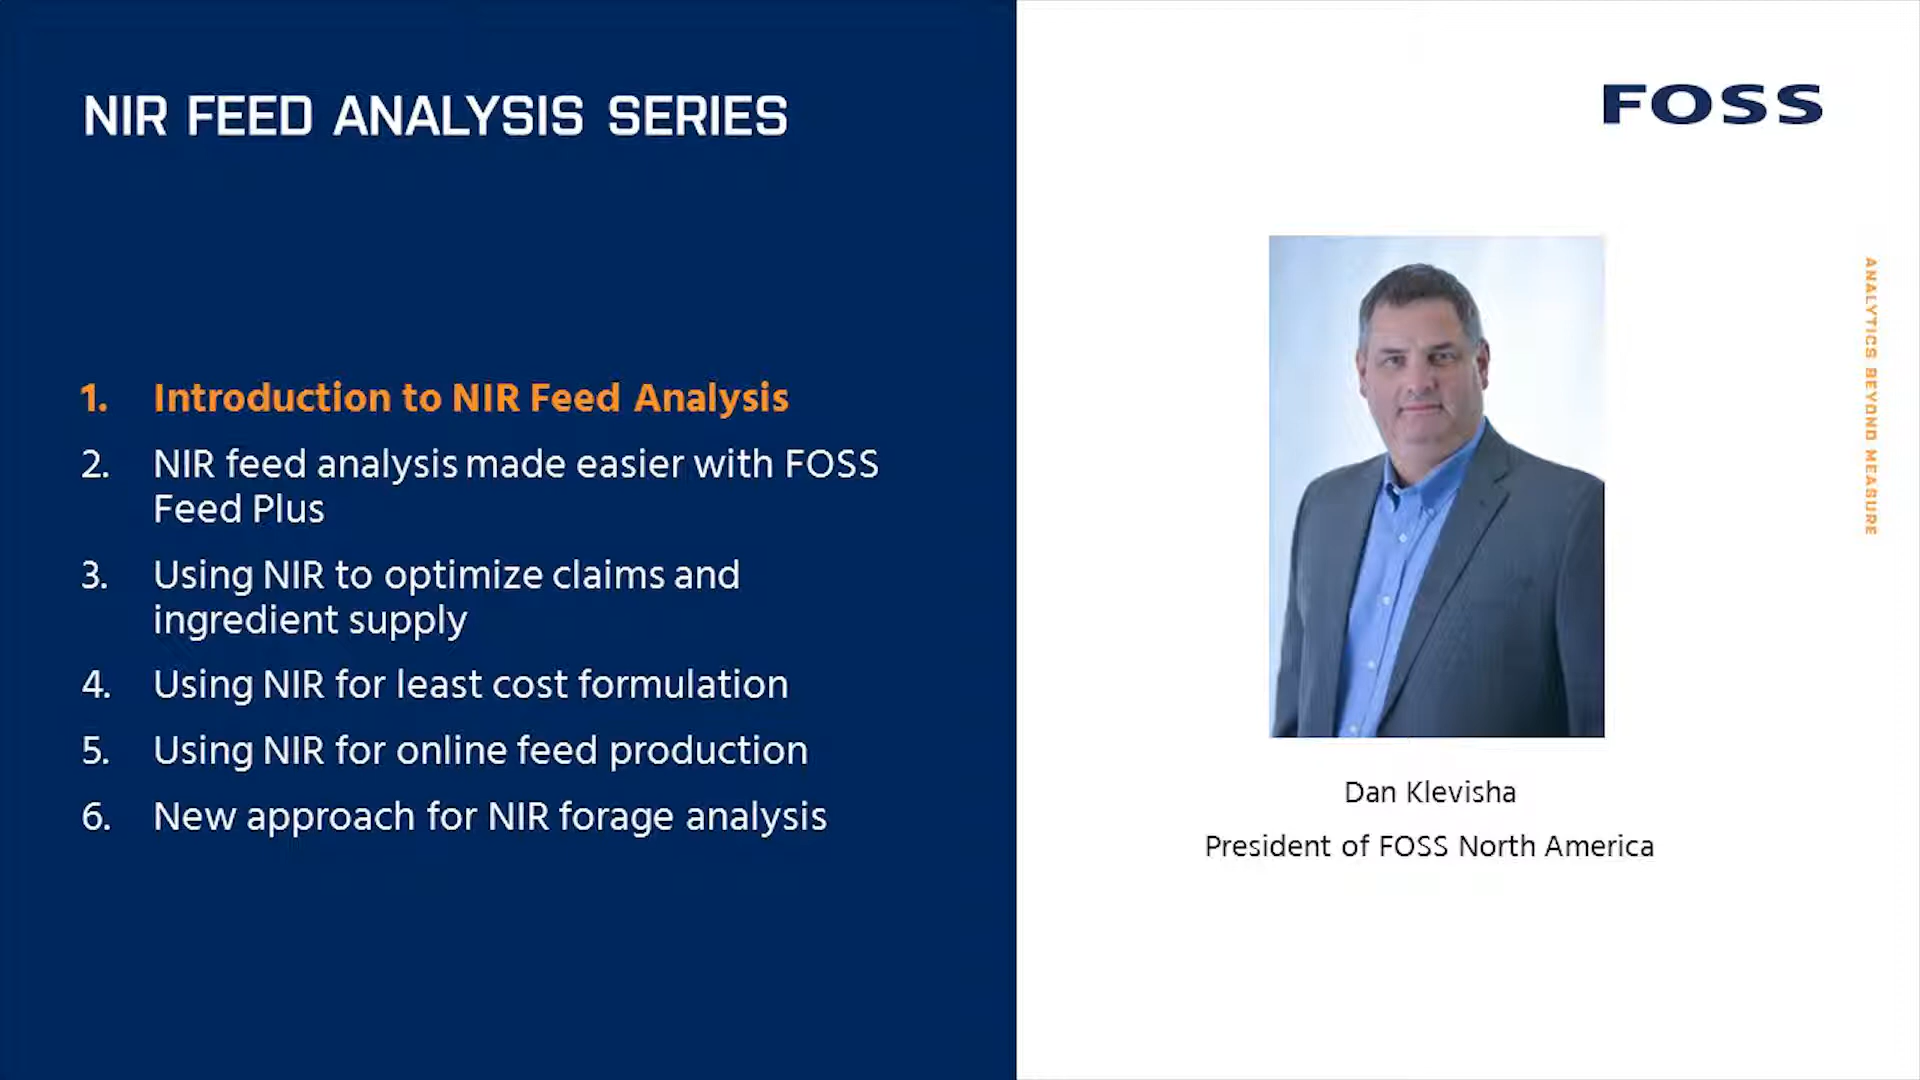 NIR FEED ANALYSIS SERIES
1. Introduction to NIR Feed Analysis
2. NIR feed analysis made easier with FOSS
Feed Plus
3. Using NIR to optimize claims and
ingredient supply
4. Using NIR for least cost formulation
5. Using NIR for online feed production
6. New approach for NIR forage analysis
FOSS
ANALYTICS BEYOND MEASURE
Dan Klevisha
President of FOSS North America